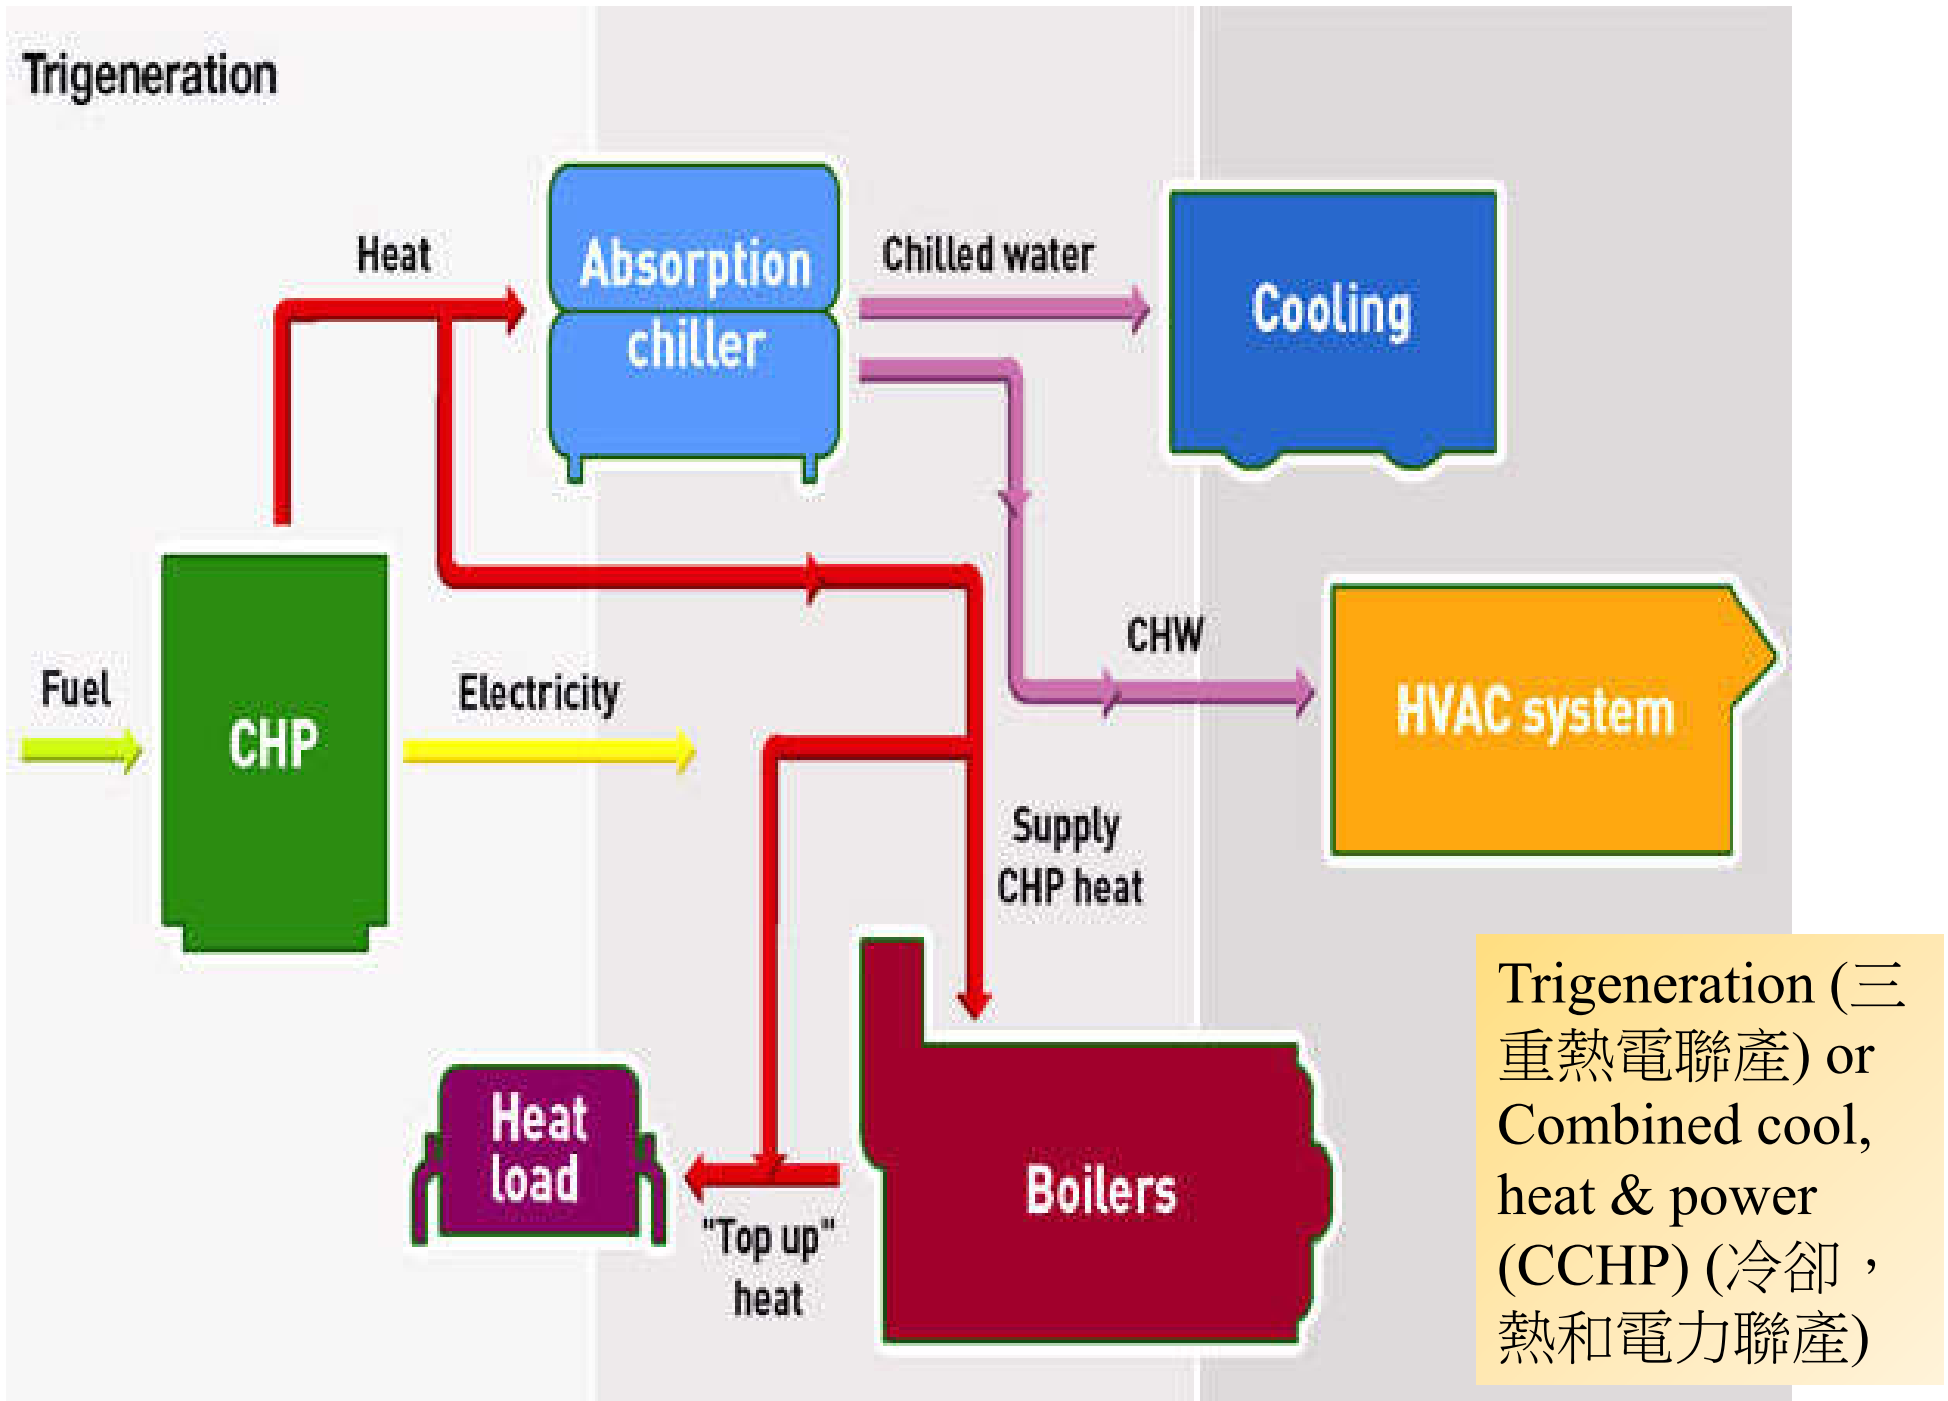 Trigeneration
Heat
Absorption
chiller
Chilled water
Cooling
Fuel
CHP
Electricity
CHW
HVAC system
Supply
CHP heat
Heat
load
"Top up"
heat
Boilers
Trigeneration (三
重熱電聯產) or
Combined cool,
heat & power
(CCHP) (冷卻，
熱和電力聯產)